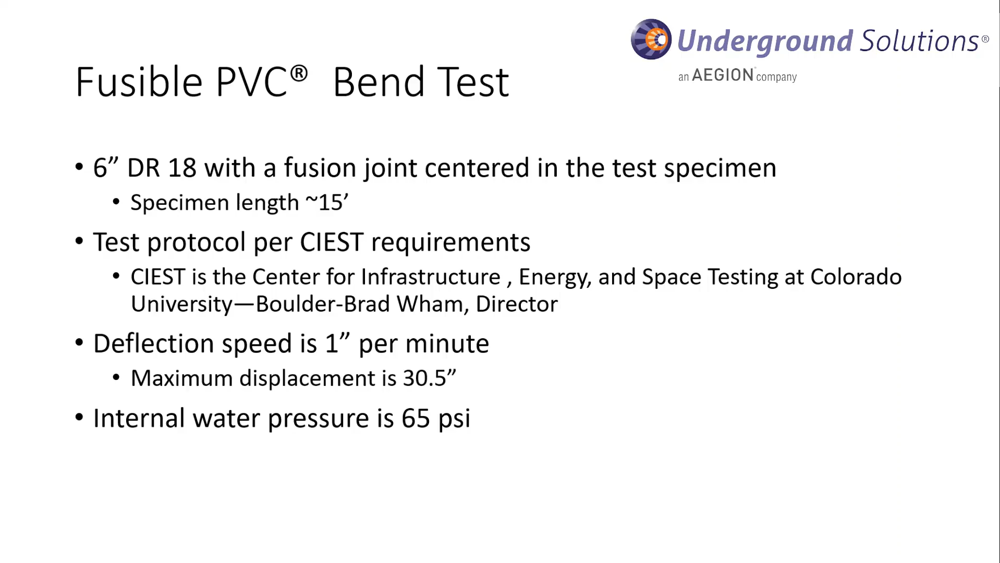 Underground Solutions®
an AEGION company
Fusible PVC® Bend Test
• 6” DR 18 with a fusion joint centered in the test specimen
• Specimen length ~15’
• Test protocol per CIEST requirements
• CIEST is the Center for Infrastructure , Energy, and Space Testing at Colorado
University—Boulder-Brad Wham, Director
• Deflection speed is 1” per minute
• Maximum displacement is 30.5”
• Internal water pressure is 65 psi